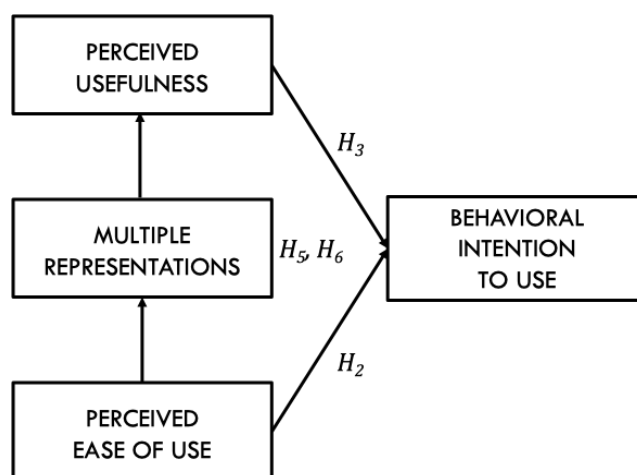 PERCEIVED
USEFULNESS
H3
MULTIPLE
REPRESENTATIONS
H5, H6
BEHAVIORAL
INTENTION
TO USE
H2
PERCEIVED
EASE OF USE